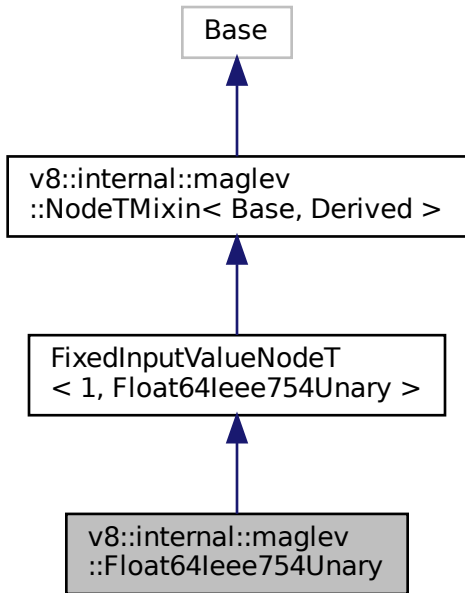 Base
v8::internal::maglev
::NodeTMixin< Base, Derived >
FixedInputValueNodeT
< 1, Float64Ieee754Unary >
v8::internal::maglev
::Float64Ieee754Unary